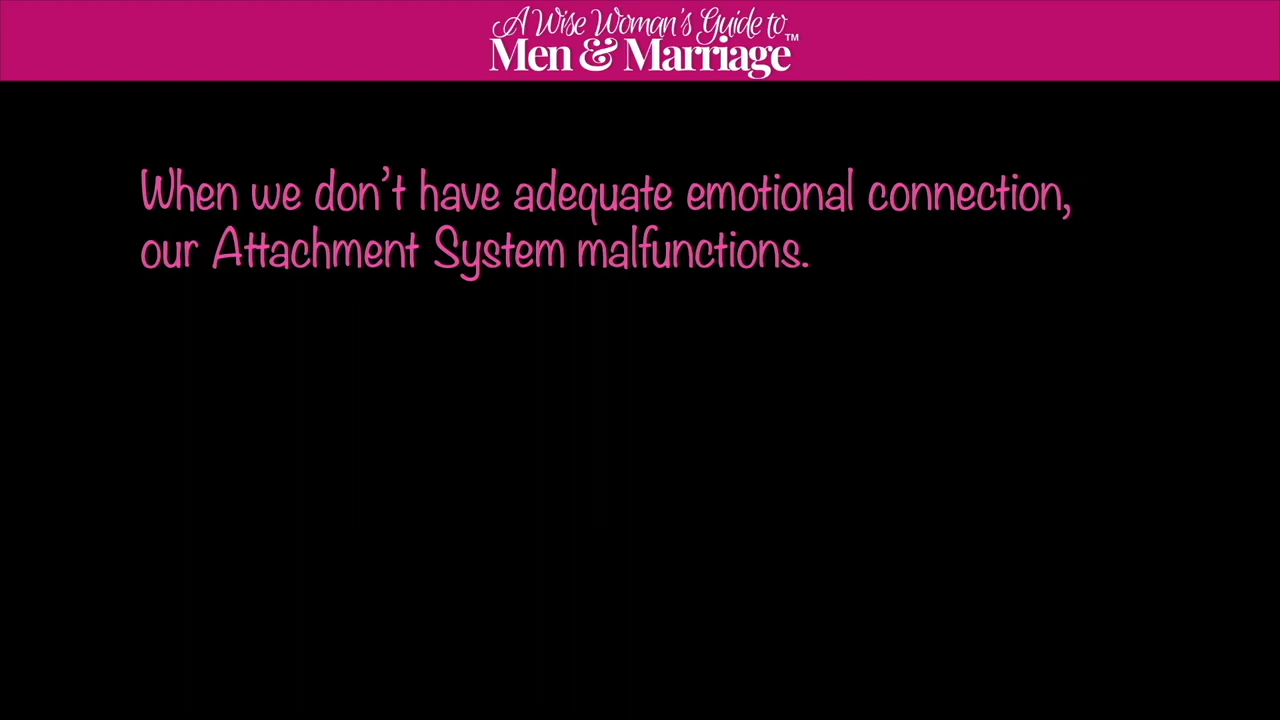 A Wise Woman's Guide to
Men & Marriage™
When we don't have adequate emotional connection,
our Attachment System malfunctions.